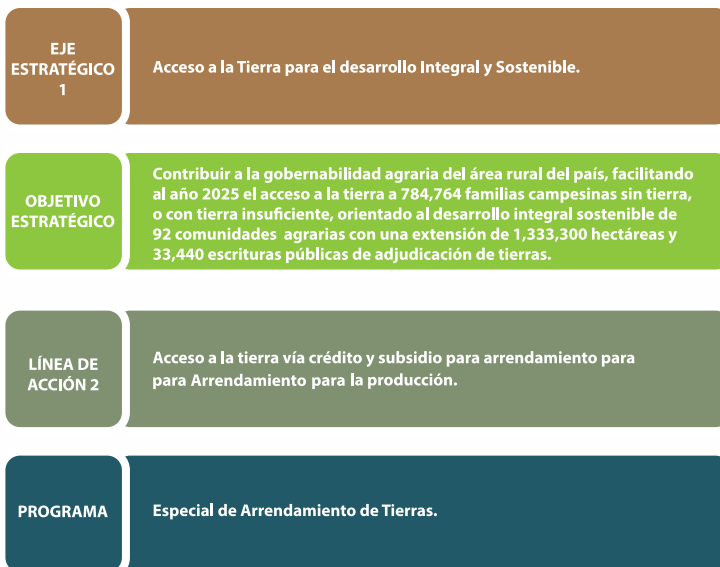 EJE
ESTRATÉGICO
1
Acceso a la Tierra para el desarrollo Integral y Sostenible.
OBJETIVO
ESTRATÉGICO
Contribuir a la gobernabilidad agraria del área rural del país, facilitando
al año 2025 el acceso a la tierra a 784,764 familias campesinas sin tierra,
o con tierra insuficiente, orientado al desarrollo integral sostenible de
92 comunidades agrarias con una extensión de 1,333,300 hectáreas y
33,440 escrituras públicas de adjudicación de tierras.
LÍNEA DE
ACCIÓN 2
Acceso a la tierra vía crédito y subsidio para arrendamiento para
para Arrendamiento para la producción.
PROGRAMA
Especial de Arrendamiento de Tierras.